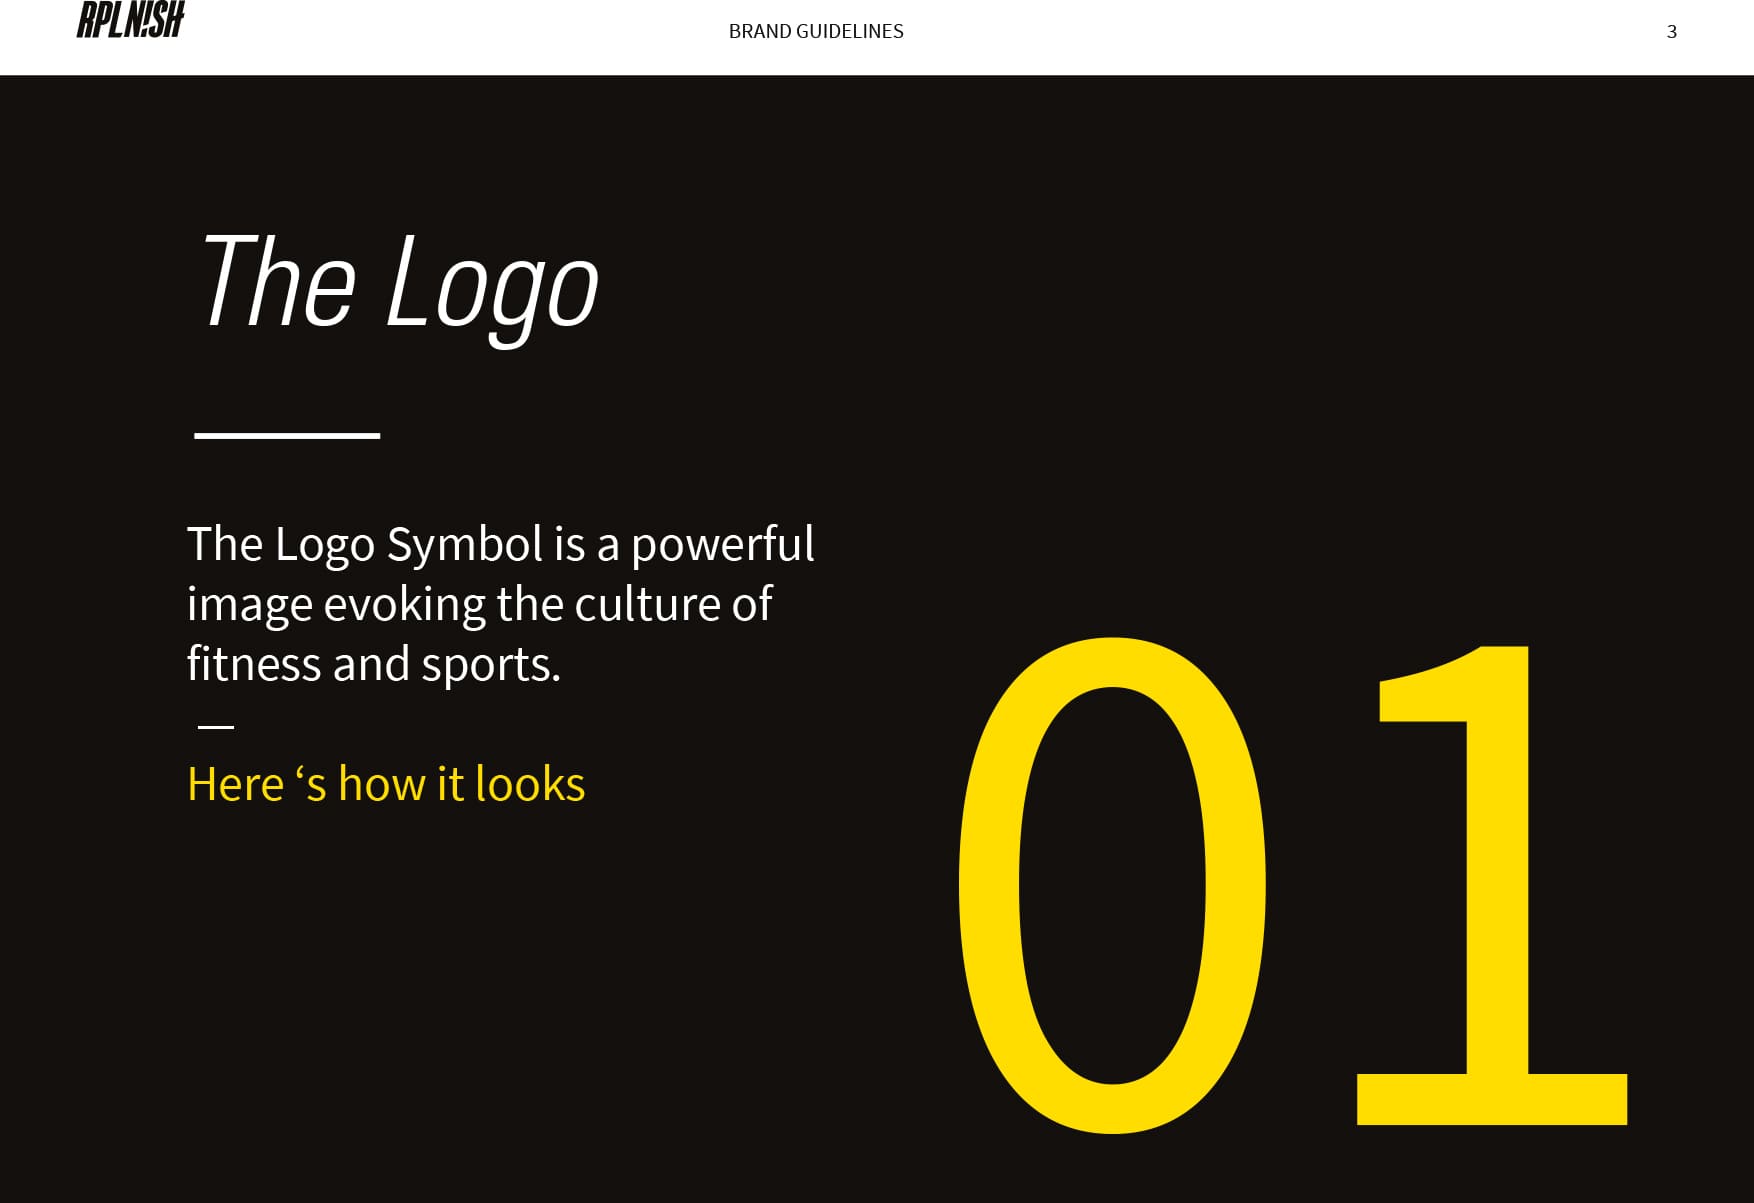 RPLN!SH
BRAND GUIDELINES
3
The Logo
The Logo Symbol is a powerful
image evoking the culture of
fitness and sports.
—
Here ‘s how it looks
01